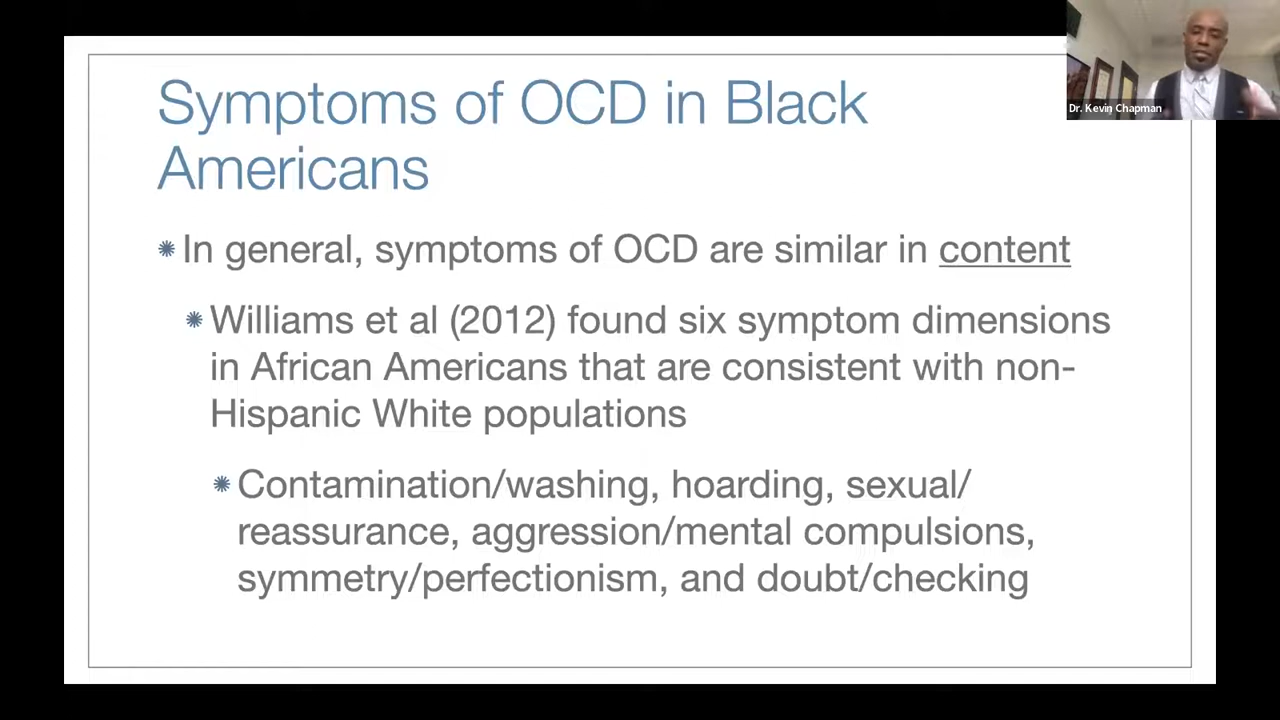 Symptoms of OCD in Black
Americans
In general, symptoms of OCD are similar in content
Williams et al (2012) found six symptom dimensions
in African Americans that are consistent with non-
Hispanic White populations
Contamination/washing, hoarding, sexual/
reassurance, aggression/mental compulsions,
symmetry/perfectionism, and doubt/checking
Dr. Kevin Chapman